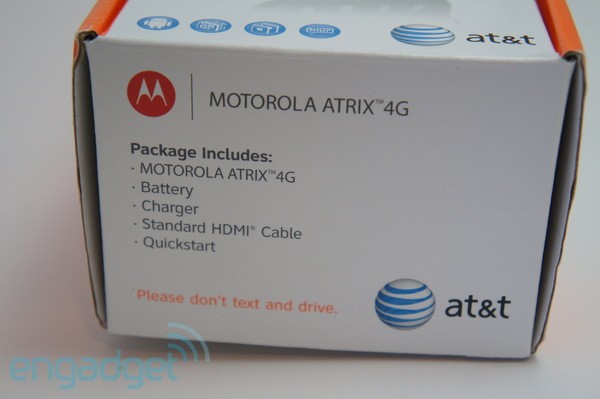 at&t
MOTOROLA ATRIX™4G
Package Includes:
· MOTOROLA ATRIX™4G
· Battery
· Charger
· Standard HDMI® Cable
· Quickstart
Please don't text and drive.
at&t
engadget